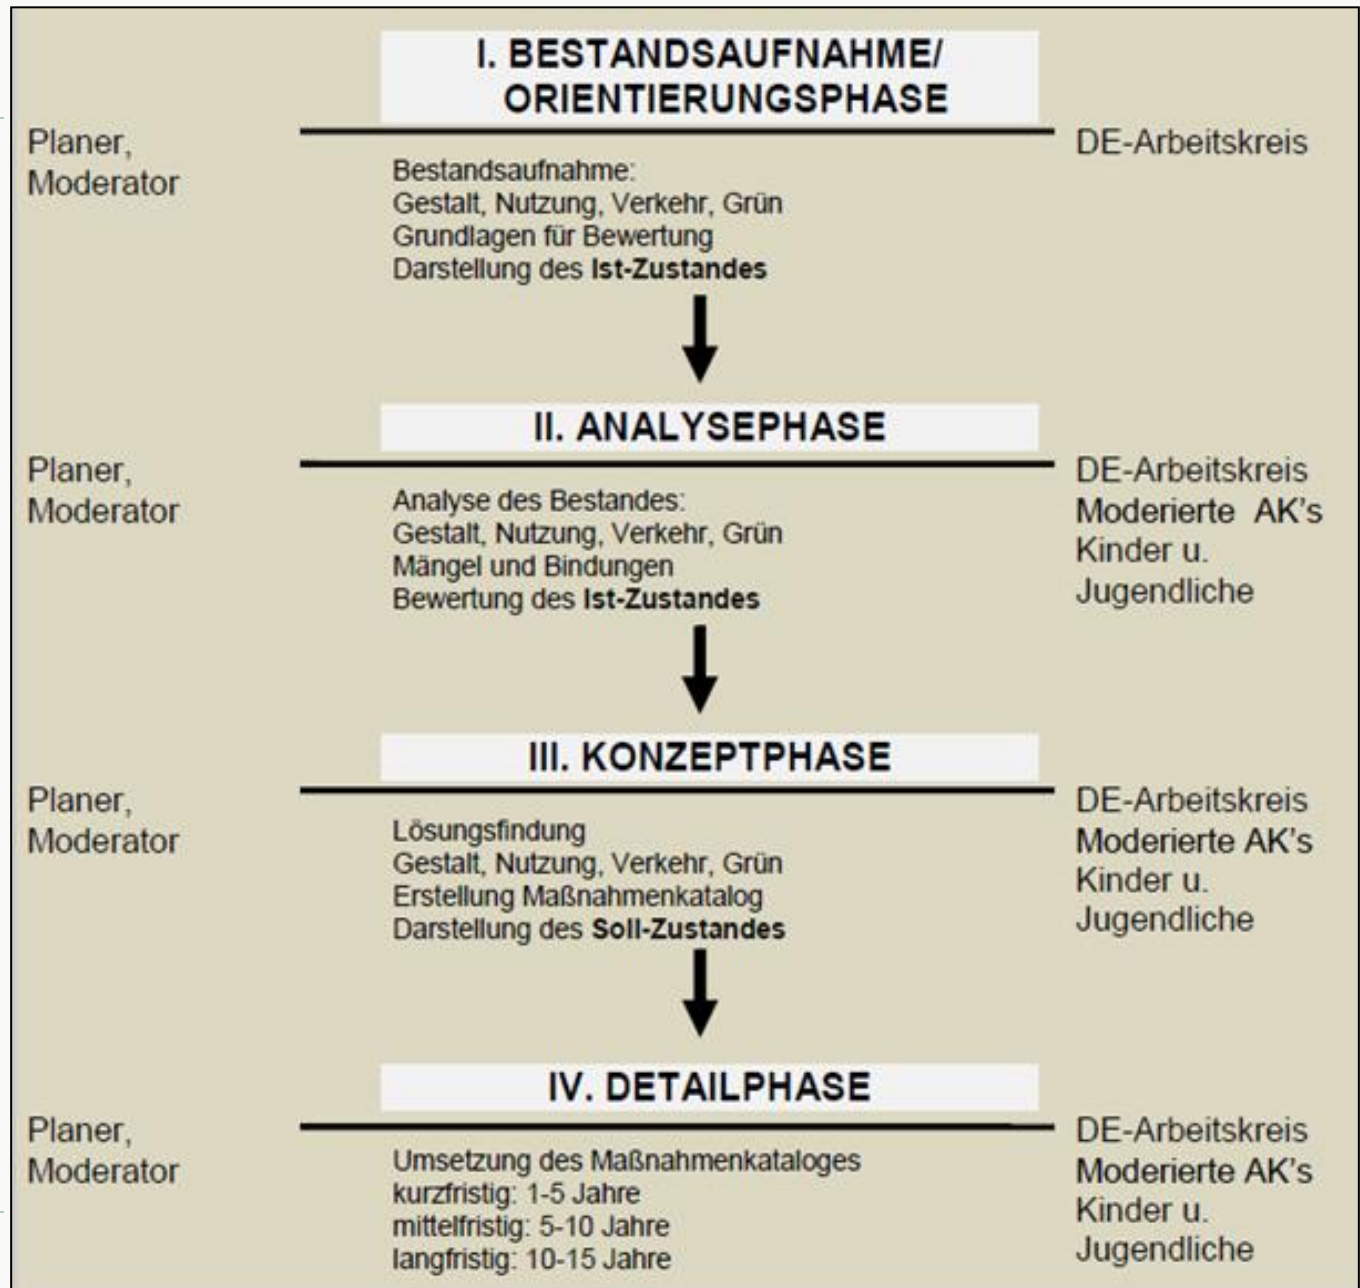 I. BESTANDSAUFNAHME/
ORIENTIERUNGSPHASE
Planer,
Moderator
Bestandsaufnahme:
Gestalt, Nutzung, Verkehr, Grün
Grundlagen für Bewertung
Darstellung des Ist-Zustandes
DE-Arbeitskreis
II. ANALYSEPHASE
Planer,
Moderator
Analyse des Bestandes:
Gestalt, Nutzung, Verkehr, Grün
Mängel und Bindungen
Bewertung des Ist-Zustandes
DE-Arbeitskreis
Moderierte AK's
Kinder u.
Jugendliche
III. KONZEPTPHASE
Planer,
Moderator
Lösungsfindung
Gestalt, Nutzung, Verkehr, Grün
Erstellung Maßnahmenkatalog
Darstellung des Soll-Zustandes
DE-Arbeitskreis
Moderierte AK's
Kinder u.
Jugendliche
IV. DETAILPHASE
Planer,
Moderator
Umsetzung des Maßnahmenkataloges
kurzfristig: 1-5 Jahre
mittelfristig: 5-10 Jahre
langfristig: 10-15 Jahre
DE-Arbeitskreis
Moderierte AK's
Kinder u.
Jugendliche